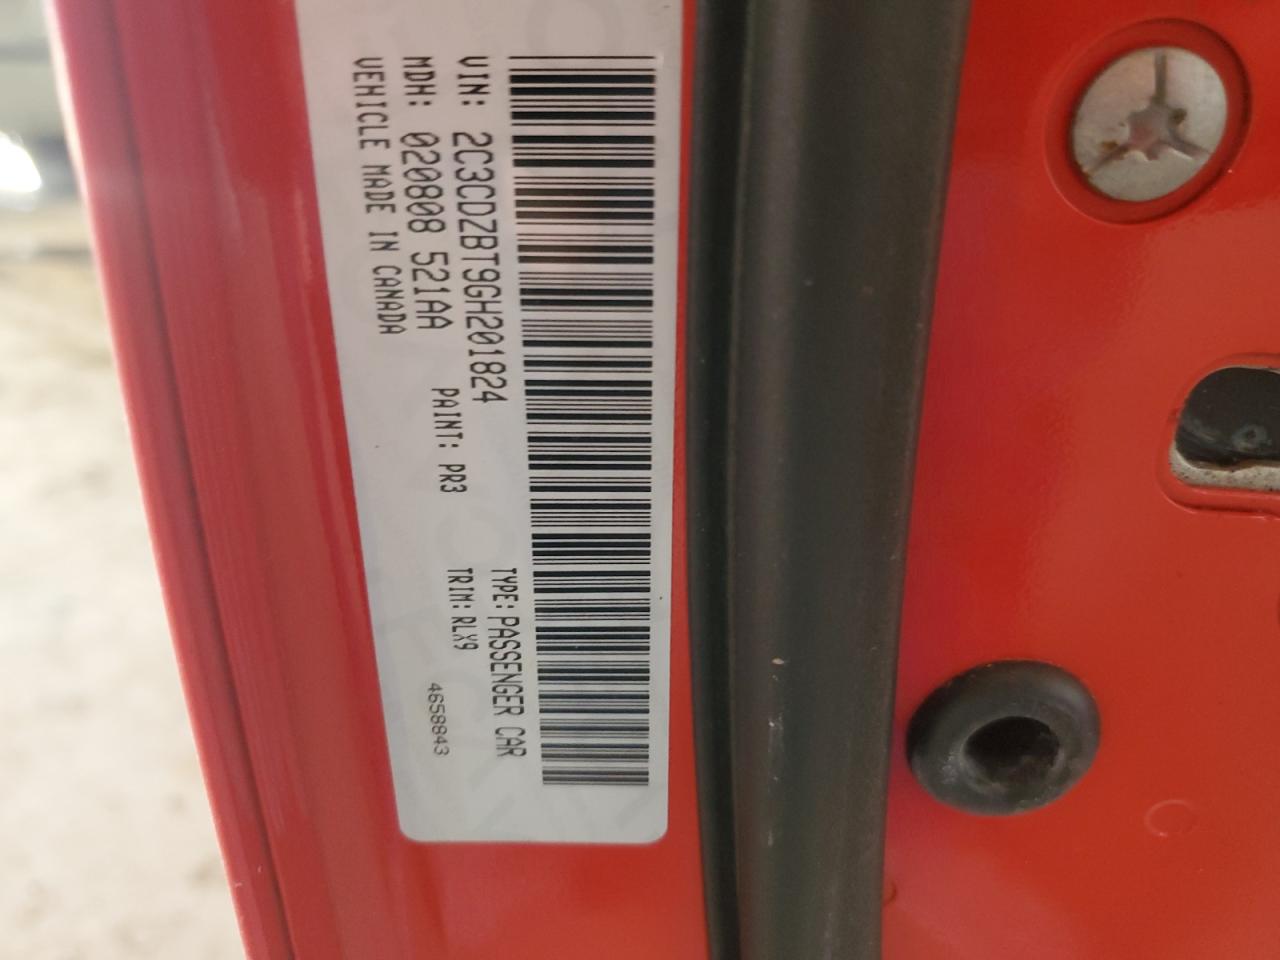 VIN: 2C3CDZBT9GH201824
TYPE: PASSENGER CAR
MDH: 020808 521AA
PAINT: PR3
TRIM: RLX9
VEHICLE MADE IN CANADA
4658843